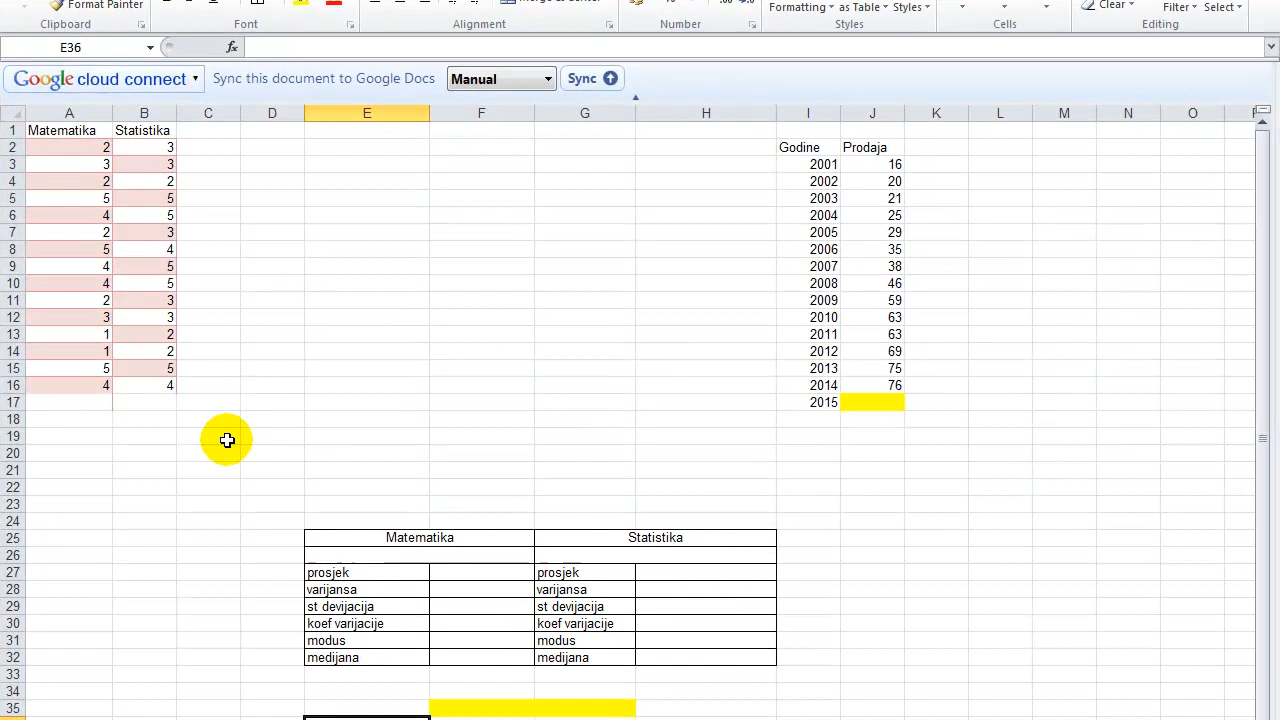 Format Painter
Merge & Center
Formatting as Table Styles
Clear
Filter Select
Clipboard Font Alignment Number Styles Cells Editing
E36 fx
Google cloud connect Sync this document to Google Docs Manual Sync
A B C D E F G H I J K L M N O
1 Matematika Statistika
2 2 3 Godine Prodaja
3 3 3 2001 16
4 2 2 2002 20
5 5 5 2003 21
6 4 5 2004 25
7 2 3 2005 29
8 5 4 2006 35
9 4 5 2007 38
10 4 5 2008 46
11 2 3 2009 59
12 3 3 2010 63
13 1 2 2011 63
14 1 2 2012 69
15 5 5 2013 75
16 4 4 2014 76
17 2015
18
19
20
21
22
23
24
25 Matematika Statistika
26
27 prosjek prosjek
28 varijansa varijansa
29 st devijacija st devijacija
30 koef varijacije koef varijacije
31 modus modus
32 medijana medijana
33
34
35